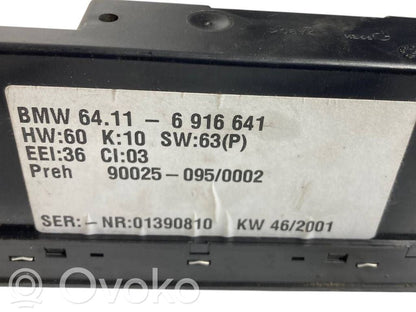 BMW 64.11 - 6 916 641
HW:60 K:10 SW:63(P)
EEI:36 CI:03
Preh 90025-095/0002
SER:-NR:01390810 KW 46/2001
© OVOKO